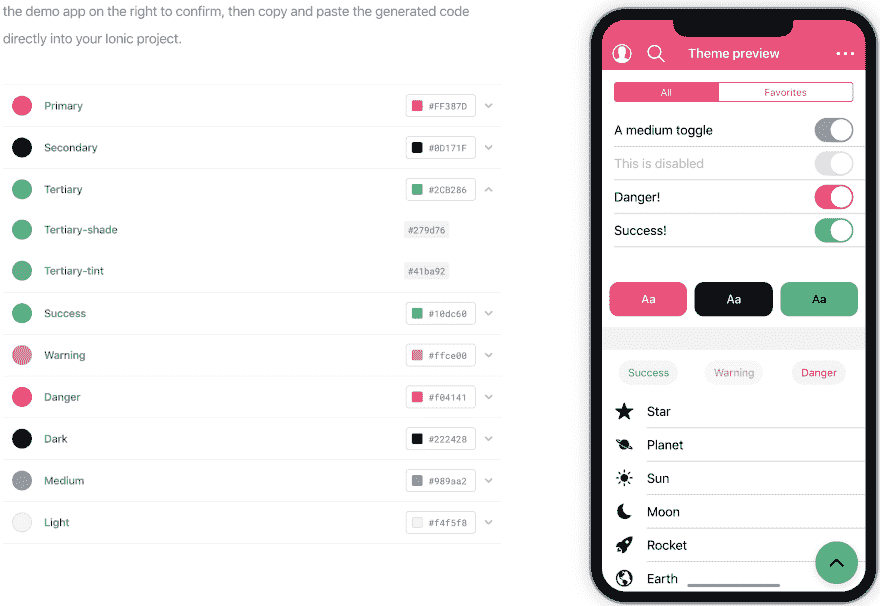 the demo app on the right to confirm, then copy and paste the generated code
directly into your Ionic project.
Primary #FF387D
Secondary #0D171F
Tertiary #2CB286
Tertiary-shade #279d76
Tertiary-tint #41ba92
Success #10dc60
Warning #ffce00
Danger #f04141
Dark #222428
Medium #989aa2
Light #f4f5f8
Theme preview
All Favorites
A medium toggle
This is disabled
Danger!
Success!
Aa Aa Aa
Success Warning Danger
Star
Planet
Sun
Moon
Rocket
Earth